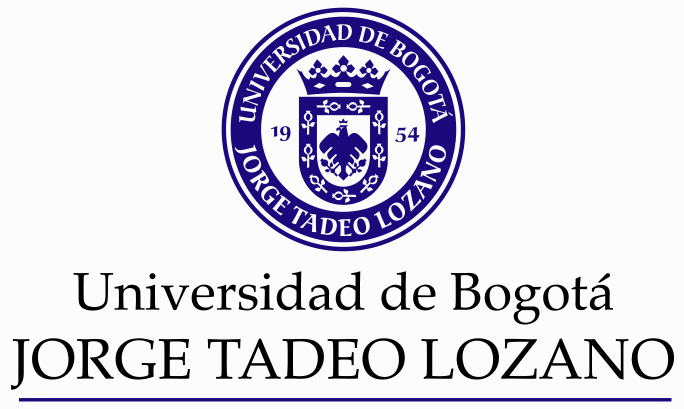 UNIVERSIDAD DE BOGOTÁ
19 54
JORGE TADEO LOZANO
Universidad de Bogotá
JORGE TADEO LOZANO